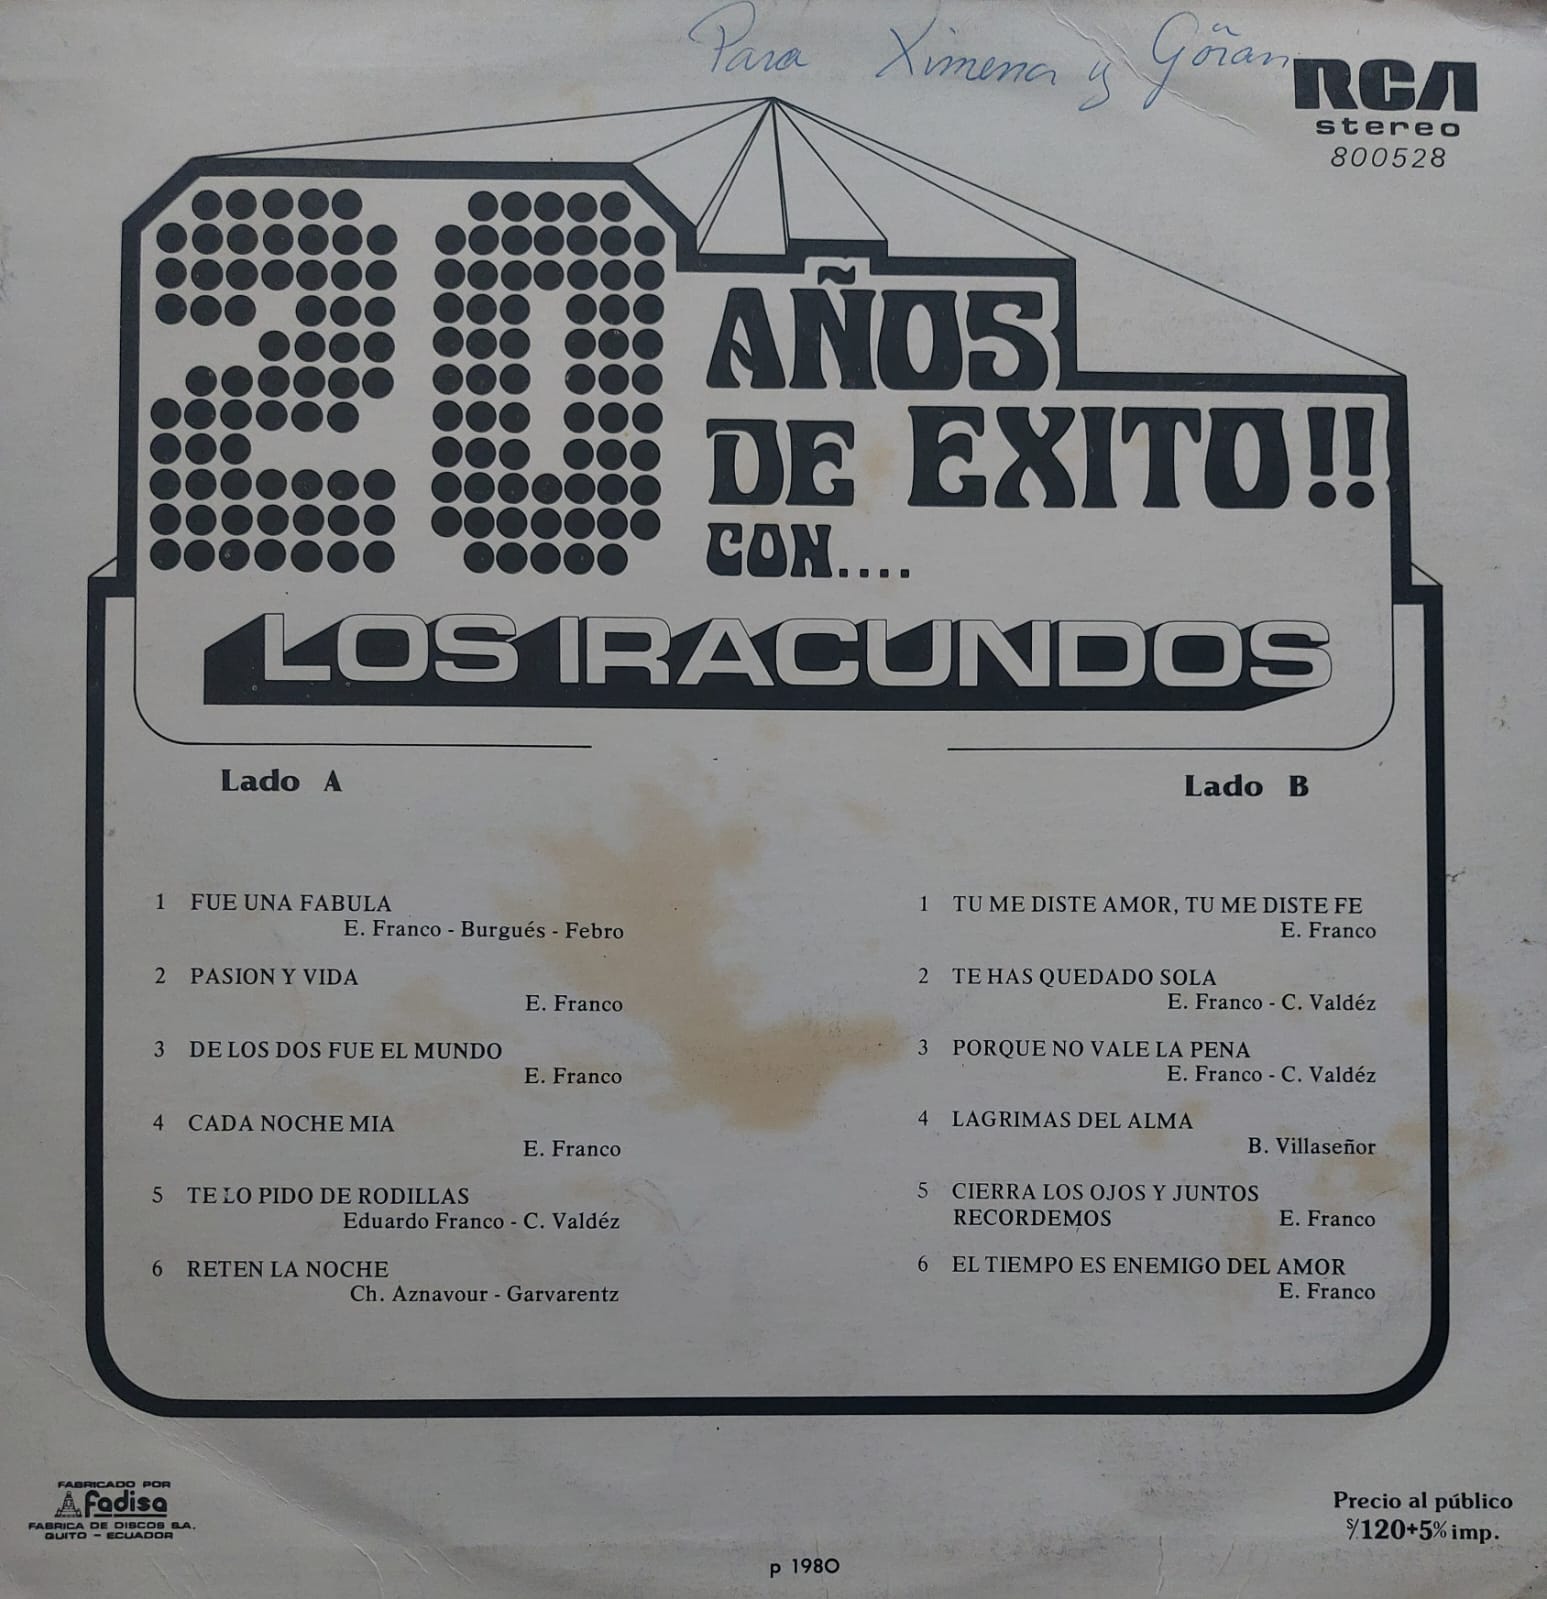 Para Ximena y Göran
RCA
stereo
800528
20 AÑOS
DE EXITO!!
CON....
LOS IRACUNDOS
Lado A
1 FUE UNA FABULA
E. Franco - Burgués - Febro
2 PASION Y VIDA
E. Franco
3 DE LOS DOS FUE EL MUNDO
E. Franco
4 CADA NOCHE MIA
E. Franco
5 TE LO PIDO DE RODILLAS
Eduardo Franco - C. Valdéz
6 RETEN LA NOCHE
Ch. Aznavour - Garvarentz
Lado B
1 TU ME DISTE AMOR, TU ME DISTE FE
E. Franco
2 TE HAS QUEDADO SOLA
E. Franco - C. Valdéz
3 PORQUE NO VALE LA PENA
E. Franco - C. Valdéz
4 LAGRIMAS DEL ALMA
B. Villaseñor
5 CIERRA LOS OJOS Y JUNTOS
RECORDEMOS E. Franco
6 EL TIEMPO ES ENEMIGO DEL AMOR
E. Franco
FABRICADO POR
Fadisa
FABRICA DE DISCOS S.A.
QUITO - ECUADOR
Precio al público
S/120+5% imp.
p 1980